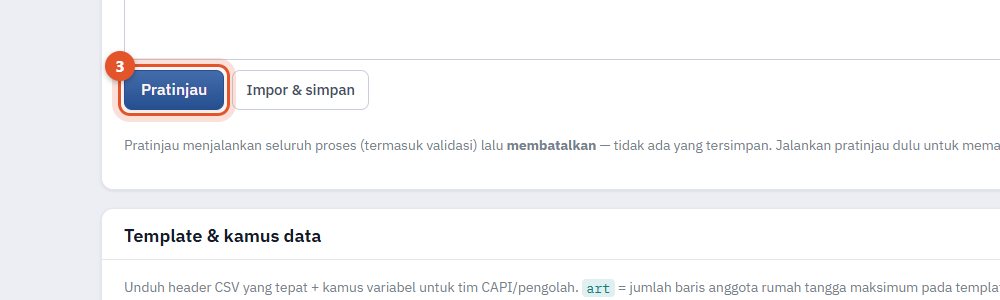 3
Pratinjau Impor & simpan
Pratinjau menjalankan seluruh proses (termasuk validasi) lalu membatalkan — tidak ada yang tersimpan. Jalankan pratinjau dulu untuk
Template & kamus data
Unduh header CSV yang tepat + kamus variabel untuk tim CAPI/pengolah. art = jumlah baris anggota rumah tangga maksimum pada